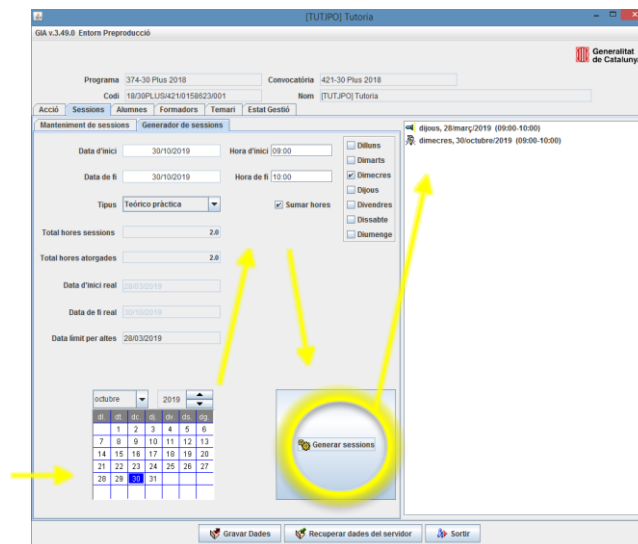 [TUTJPO] Tutoria
GIA v.3.49.0 Entorn Preproducció
Generalitat
de Catalunya
Programa 374-30 Plus 2018 Convocatòria 421-30 Plus 2018
Codi 18/30PLUS/421/0158623/001 Nom [TUTJPO] Tutoria
Acció Sessions Alumnes Formadors Temari Estat Gestió
Manteniment de sessions Generador de sessions
dijous, 28/març/2019 (09:00-10:00)
dimecres, 30/octubre/2019 (09:00-10:00)
Data d'inici 30/10/2019 Hora d'inici 09:00
Data de fi 30/10/2019 Hora de fi 10:00
Tipus Teórico pràctica Sumar hores
Dilluns
Dimarts
Dimecres
Dijous
Divendres
Dissabte
Diumenge
Total hores sessions 2.0
Total hores atorgades 2.0
Data d'inici real 28/03/2019
Data de fi real 30/10/2019
Data límit per altes 28/03/2019
octubre 2019
dl. dt. dc. dj. dv. ds. dg.
1 2 3 4 5 6
7 8 9 10 11 12 13
14 15 16 17 18 19 20
21 22 23 24 25 26 27
28 29 30 31
Generar sessions
Gravar Dades Recuperar dades del servidor Sortir